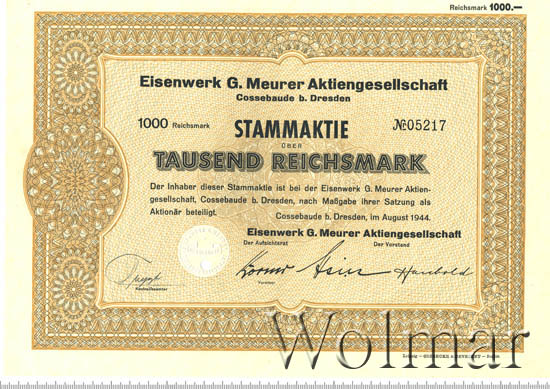 Reichsmark 1000.—
Eisenwerk G. Meurer Aktiengesellschaft
Cossebaude b. Dresden
1000 Reichsmark
STAMMAKTIE
№05217
ÜBER
TAUSEND REICHSMARK
Der Inhaber dieser Stammaktie ist bei der Eisenwerk G. Meurer Aktien-
gesellschaft, Cossebaude b. Dresden, nach Maßgabe ihrer Satzung als
Aktionär beteiligt.
Cossebaude b. Dresden, im August 1944.
Eisenwerk G. Meurer Aktiengesellschaft
Der Aufsichtsrat
Der Vorstand
Kontrollbeamter
Vorsitzer
Wolmar